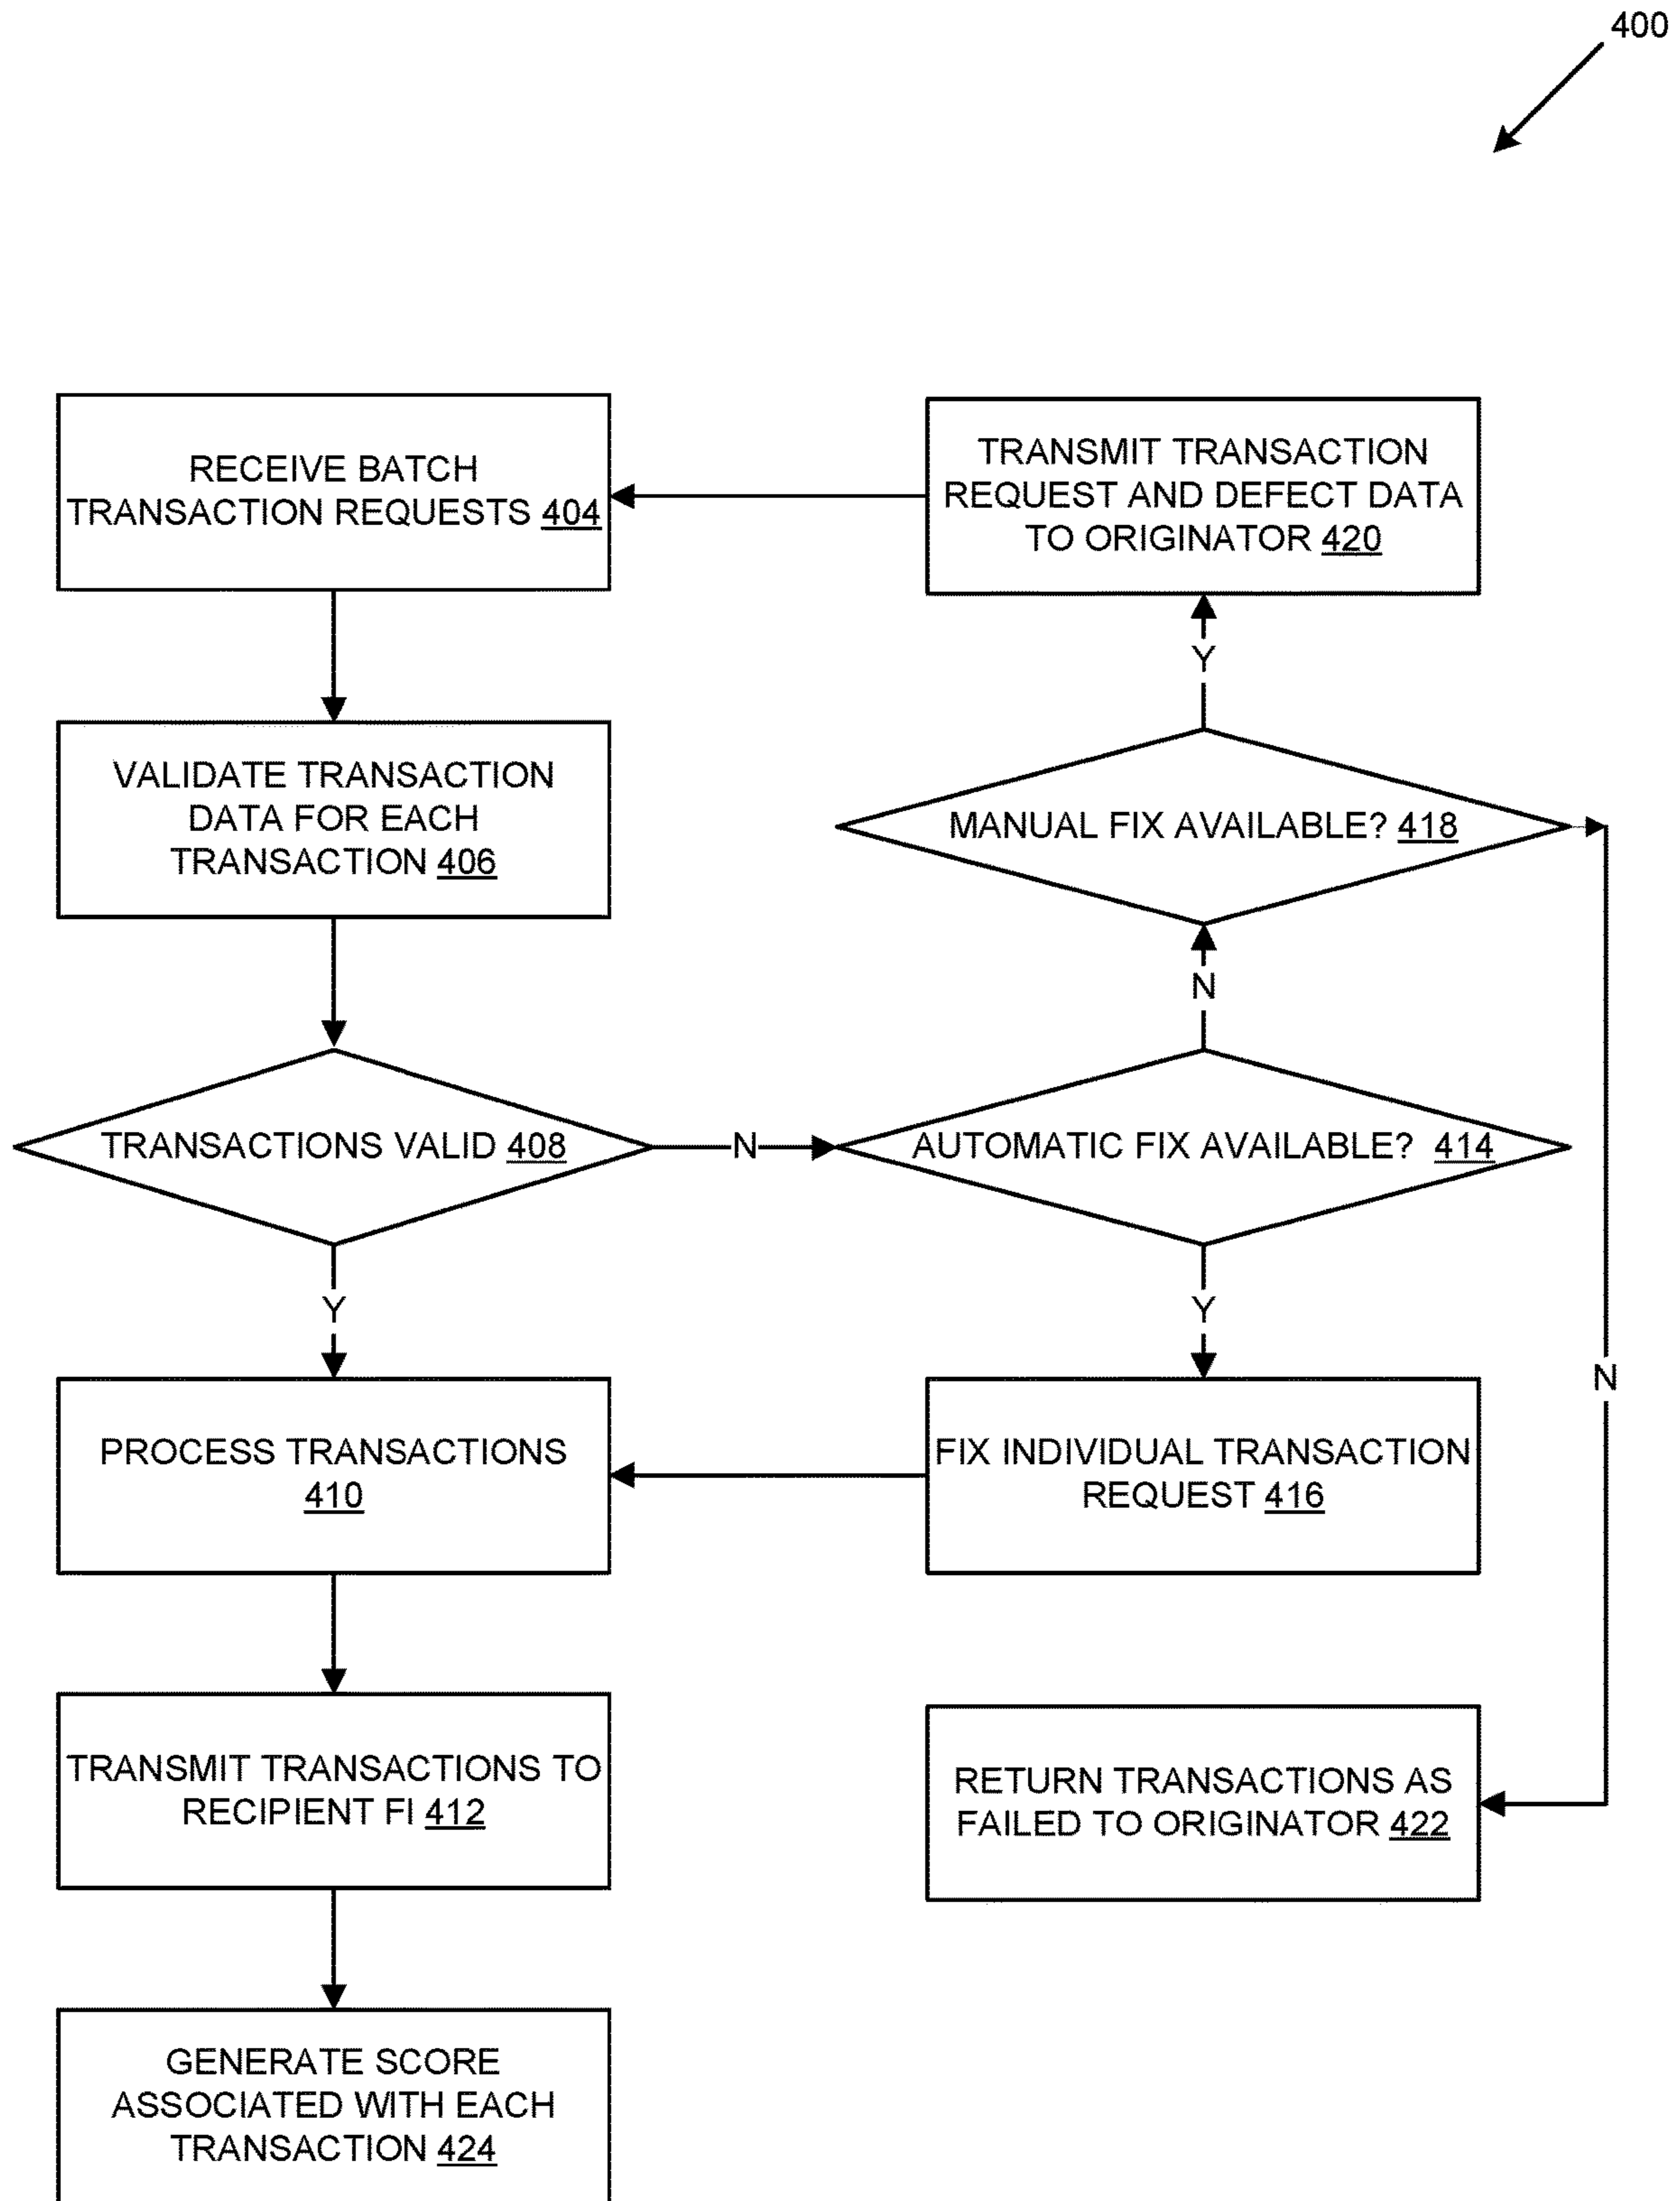 400
RECEIVE BATCH
TRANSACTION REQUESTS 404
TRANSMIT TRANSACTION
REQUEST AND DEFECT DATA
TO ORIGINATOR 420
Y
VALIDATE TRANSACTION
DATA FOR EACH
TRANSACTION 406
MANUAL FIX AVAILABLE? 418
N
TRANSACTIONS VALID 408
N
AUTOMATIC FIX AVAILABLE? 414
Y
Y
N
PROCESS TRANSACTIONS
410
FIX INDIVIDUAL TRANSACTION
REQUEST 416
TRANSMIT TRANSACTIONS TO
RECIPIENT FI 412
RETURN TRANSACTIONS AS
FAILED TO ORIGINATOR 422
GENERATE SCORE
ASSOCIATED WITH EACH
TRANSACTION 424